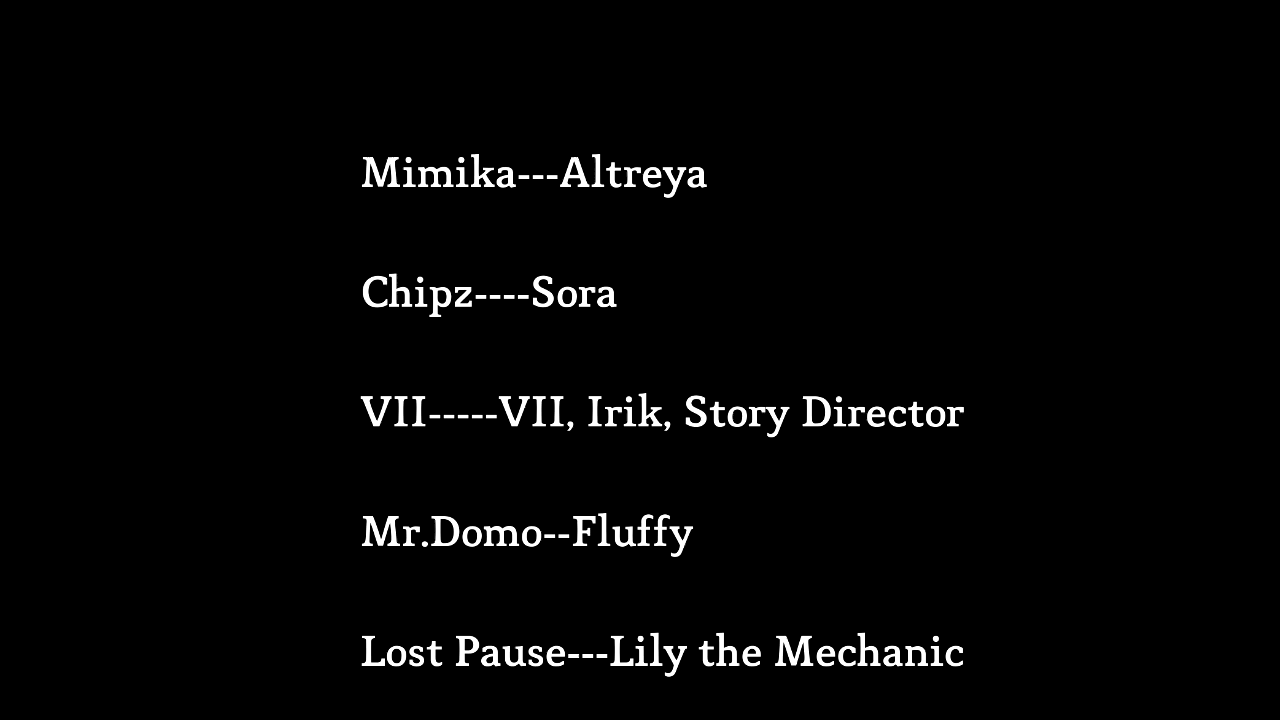 Mimika---Altreya
Chipz----Sora
VII-----VII, Irik, Story Director
Mr.Domo--Fluffy
Lost Pause---Lily the Mechanic